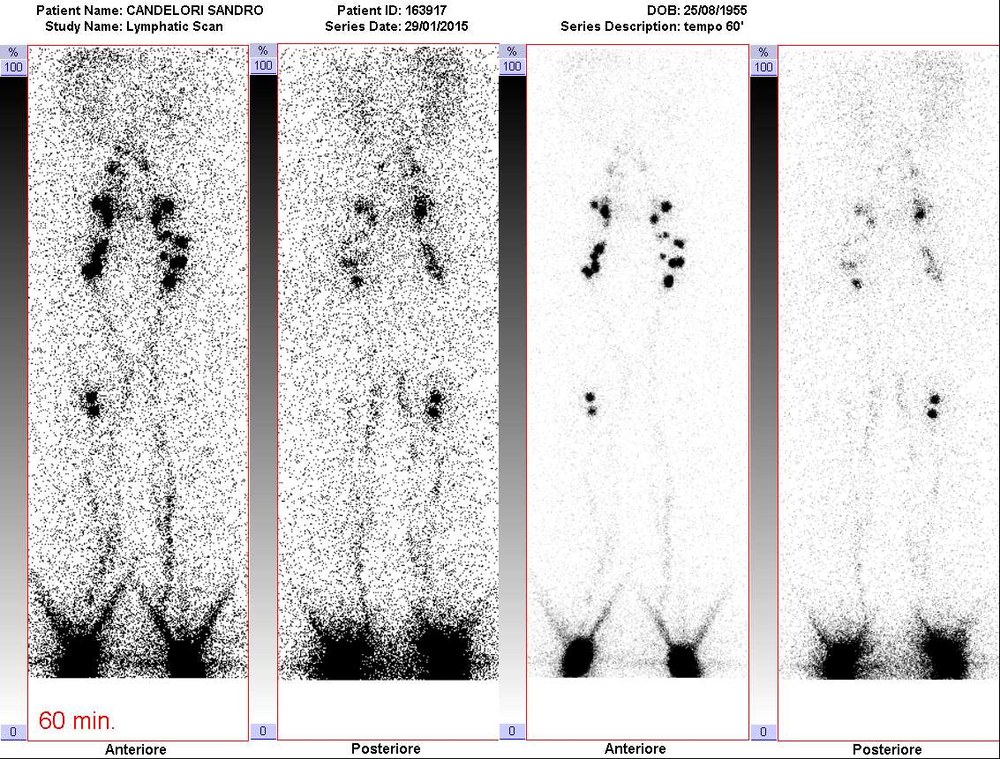 Patient Name: CANDELORI SANDRO Patient ID: 163917 DOB: 25/08/1955
Study Name: Lymphatic Scan Series Date: 29/01/2015 Series Description: tempo 60'
% % % %
100 100 100 100
60 min.
0 0 0 0
Anteriore Posteriore Anteriore Posteriore